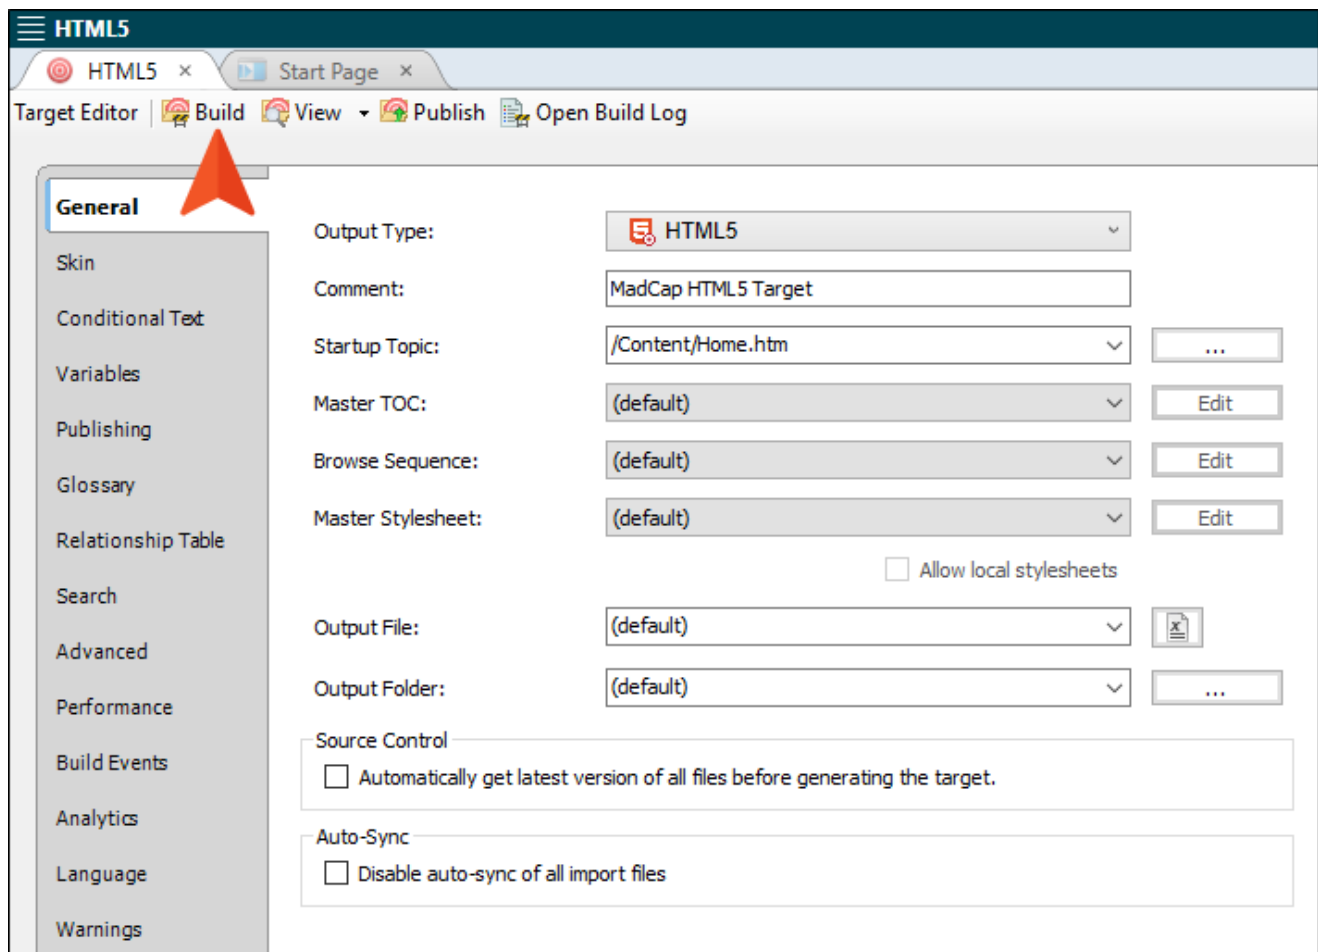 HTML5
HTML5 × Start Page ×
Target Editor Build View Publish Open Build Log
General
Skin
Conditional Text
Variables
Publishing
Glossary
Relationship Table
Search
Advanced
Performance
Build Events
Analytics
Language
Warnings
Output Type: HTML5
Comment: MadCap HTML5 Target
Startup Topic: /Content/Home.htm ...
Master TOC: (default) Edit
Browse Sequence: (default) Edit
Master Stylesheet: (default) Edit
Allow local stylesheets
Output File: (default)
Output Folder: (default) ...
Source Control
Automatically get latest version of all files before generating the target.
Auto-Sync
Disable auto-sync of all import files